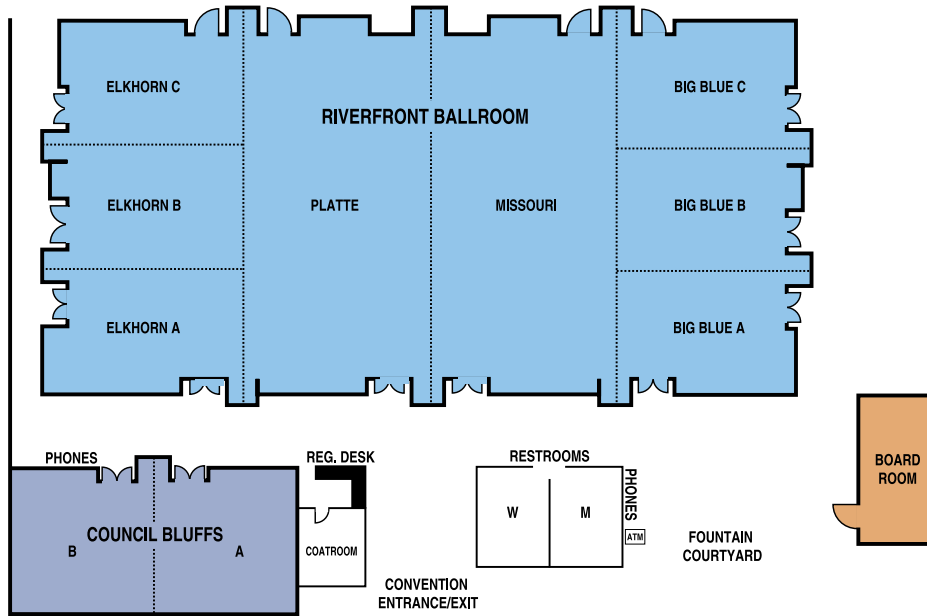 ELKHORN C
BIG BLUE C
RIVERFRONT BALLROOM
ELKHORN B
PLATTE
MISSOURI
BIG BLUE B
ELKHORN A
BIG BLUE A
PHONES
REG. DESK
RESTROOMS
BOARD
ROOM
PHONES
W
M
COUNCIL BLUFFS
B
A
COATROOM
ATM
FOUNTAIN
COURTYARD
CONVENTION
ENTRANCE/EXIT